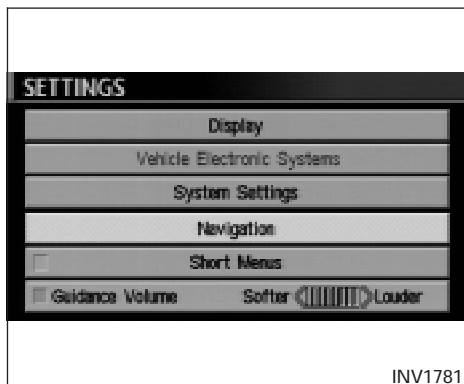 SETTINGS
Display
Vehicle Electronic Systems
System Settings
Navigation
Short Menus
Guidance Volume Softer Louder
INV1781